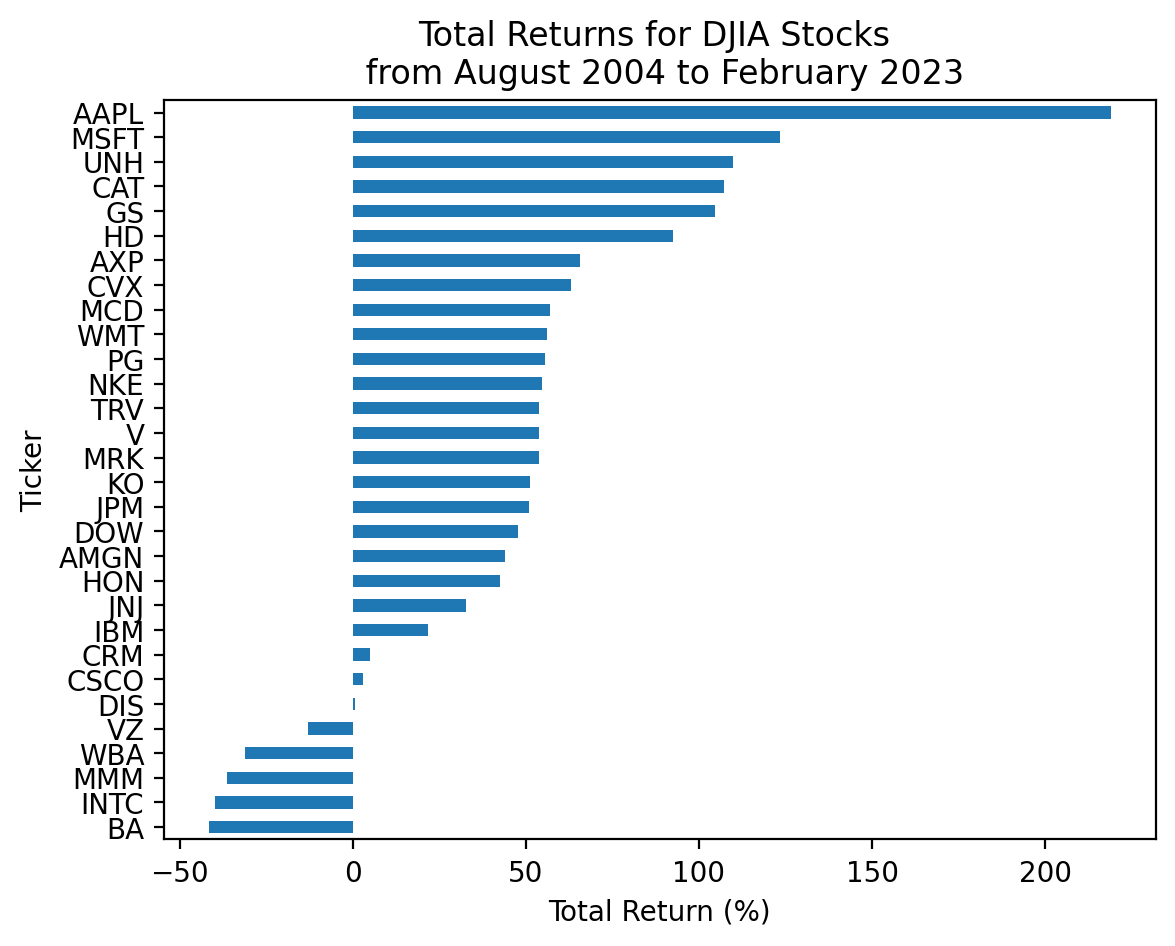 Total Returns for DJIA Stocks
from August 2004 to February 2023
AAPL
MSFT
UNH
CAT
GS
HD
AXP
CVX
MCD
WMT
PG
NKE
TRV
V
MRK
KO
JPM
DOW
AMGN
HON
JNJ
IBM
CRM
CSCO
DIS
VZ
WBA
MMM
INTC
BA
Ticker
−50 0 50 100 150 200
Total Return (%)